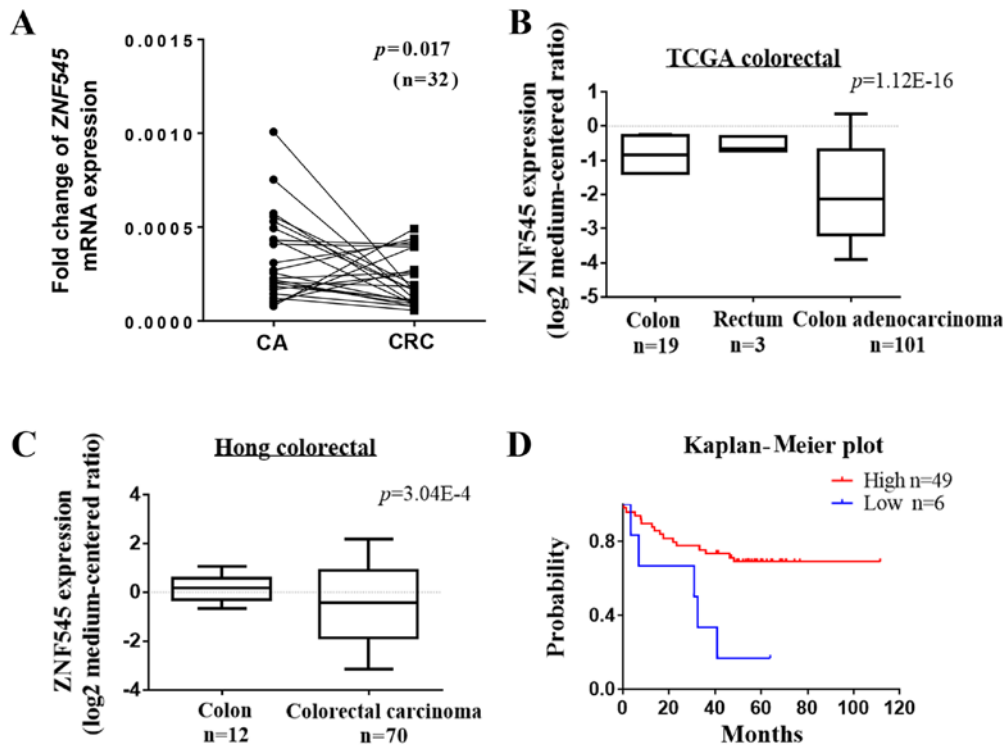 A
Fold change of ZNF545
mRNA expression
0.0015
0.0010
0.0005
0.0000
p=0.017
(n=32)
CA
CRC
B
TCGA colorectal
p=1.12E-16
ZNF545 expression
(log2 medium-centered ratio)
1
0
-1
-2
-3
-4
-5
Colon
n=19
Rectum
n=3
Colon adenocarcinoma
n=101
C
Hong colorectal
p=3.04E-4
ZNF545 expression
(log2 medium-centered ratio)
4
2
0
-2
-4
Colon
n=12
Colorectal carcinoma
n=70
D
Kaplan-Meier plot
High n=49
Low n=6
Probability
0.8
0.4
0.0
0 20 40 60 80 100 120
Months